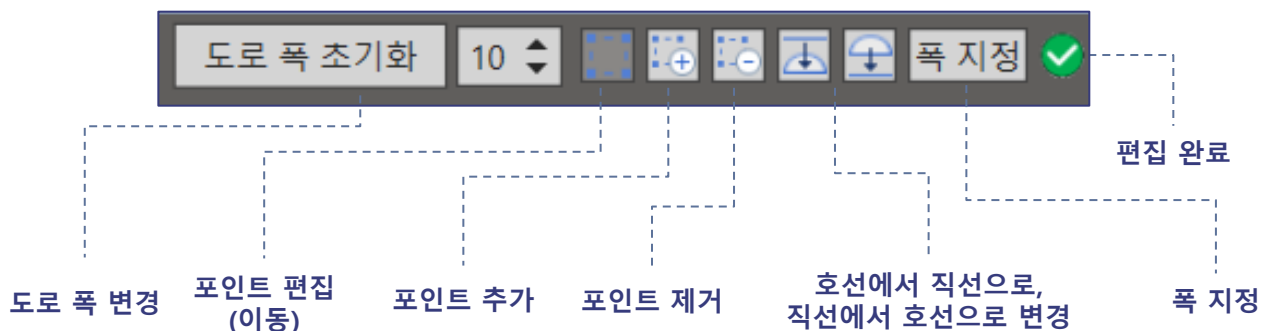 도로 폭 초기화 10 폭 지정
편집 완료
도로 폭 변경
포인트 편집
(이동)
포인트 추가
포인트 제거
호선에서 직선으로,
직선에서 호선으로 변경
폭 지정